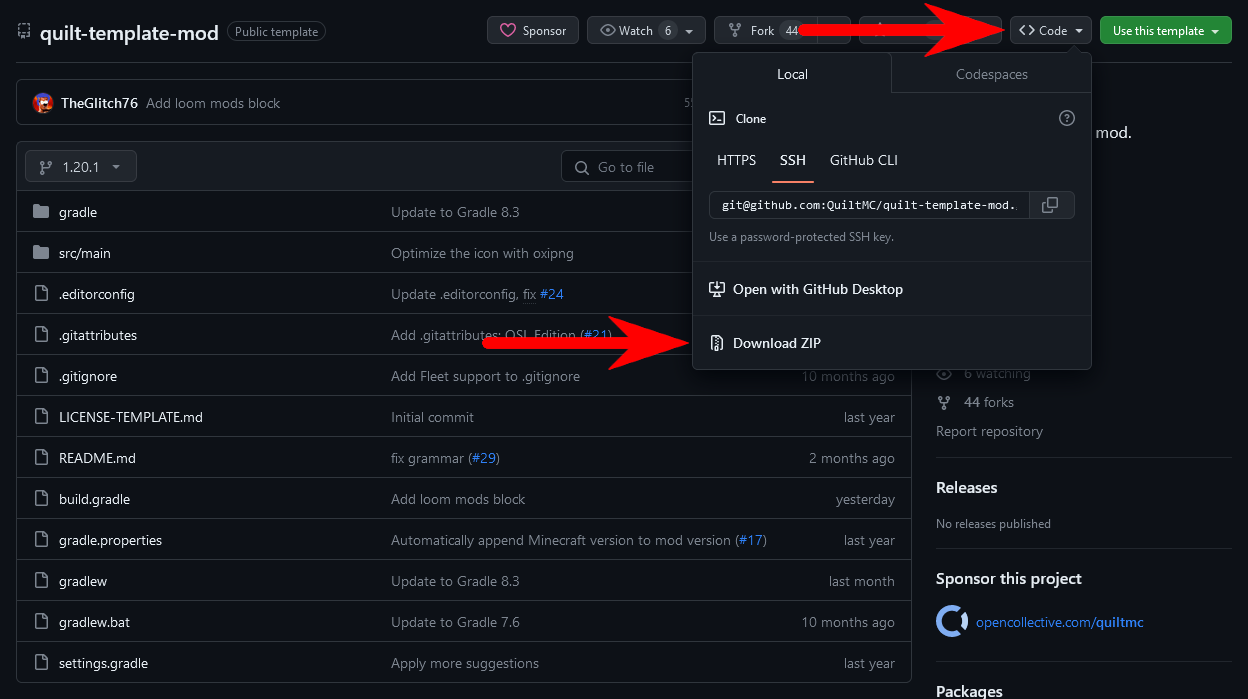 quilt-template-mod Public template
Sponsor
Watch 6
Fork 44
Code
Use this template
TheGlitch76 Add loom mods block
1.20.1
Go to file
Local
Codespaces
Clone
HTTPS SSH GitHub CLI
git@github.com:QuiltMC/quilt-template-mod.
Use a password-protected SSH key.
Open with GitHub Desktop
Download ZIP
gradle Update to Gradle 8.3
src/main Optimize the icon with oxipng
.editorconfig Update .editorconfig, fix #24
.gitattributes Add .gitattributes: QSL Edition (#21)
.gitignore Add Fleet support to .gitignore 10 months ago
LICENSE-TEMPLATE.md Initial commit last year
README.md fix grammar (#29) 2 months ago
build.gradle Add loom mods block yesterday
gradle.properties Automatically append Minecraft version to mod version (#17) last year
gradlew Update to Gradle 8.3 last month
gradlew.bat Update to Gradle 7.6 10 months ago
settings.gradle Apply more suggestions last year
mod.
6 watching
44 forks
Report repository
Releases
No releases published
Sponsor this project
opencollective.com/quiltmc
Packages